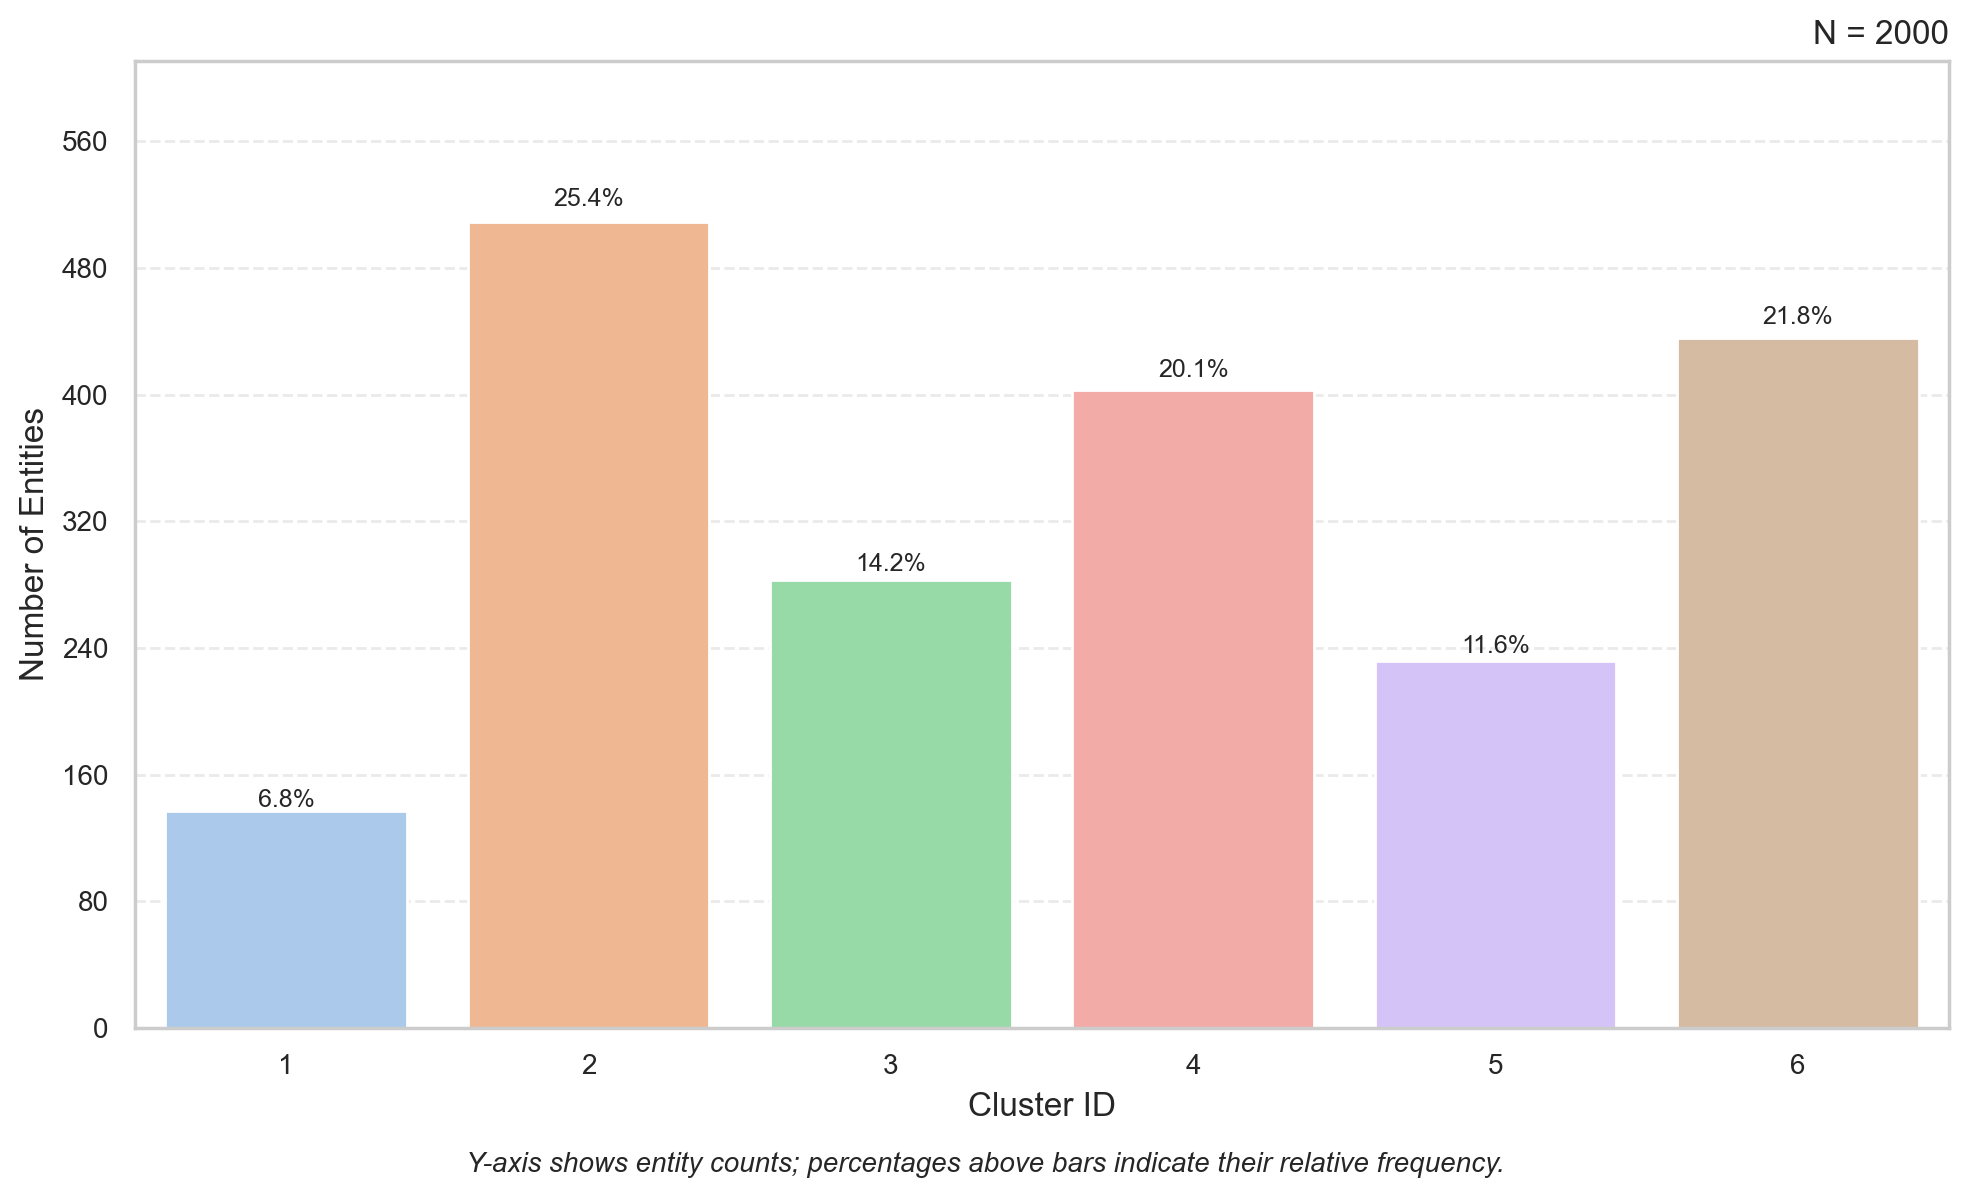 N = 2000
Number of Entities
560
480
400
320
240
160
80
0
25.4%
21.8%
20.1%
14.2%
11.6%
6.8%
1 2 3 4 5 6
Cluster ID
Y-axis shows entity counts; percentages above bars indicate their relative frequency.